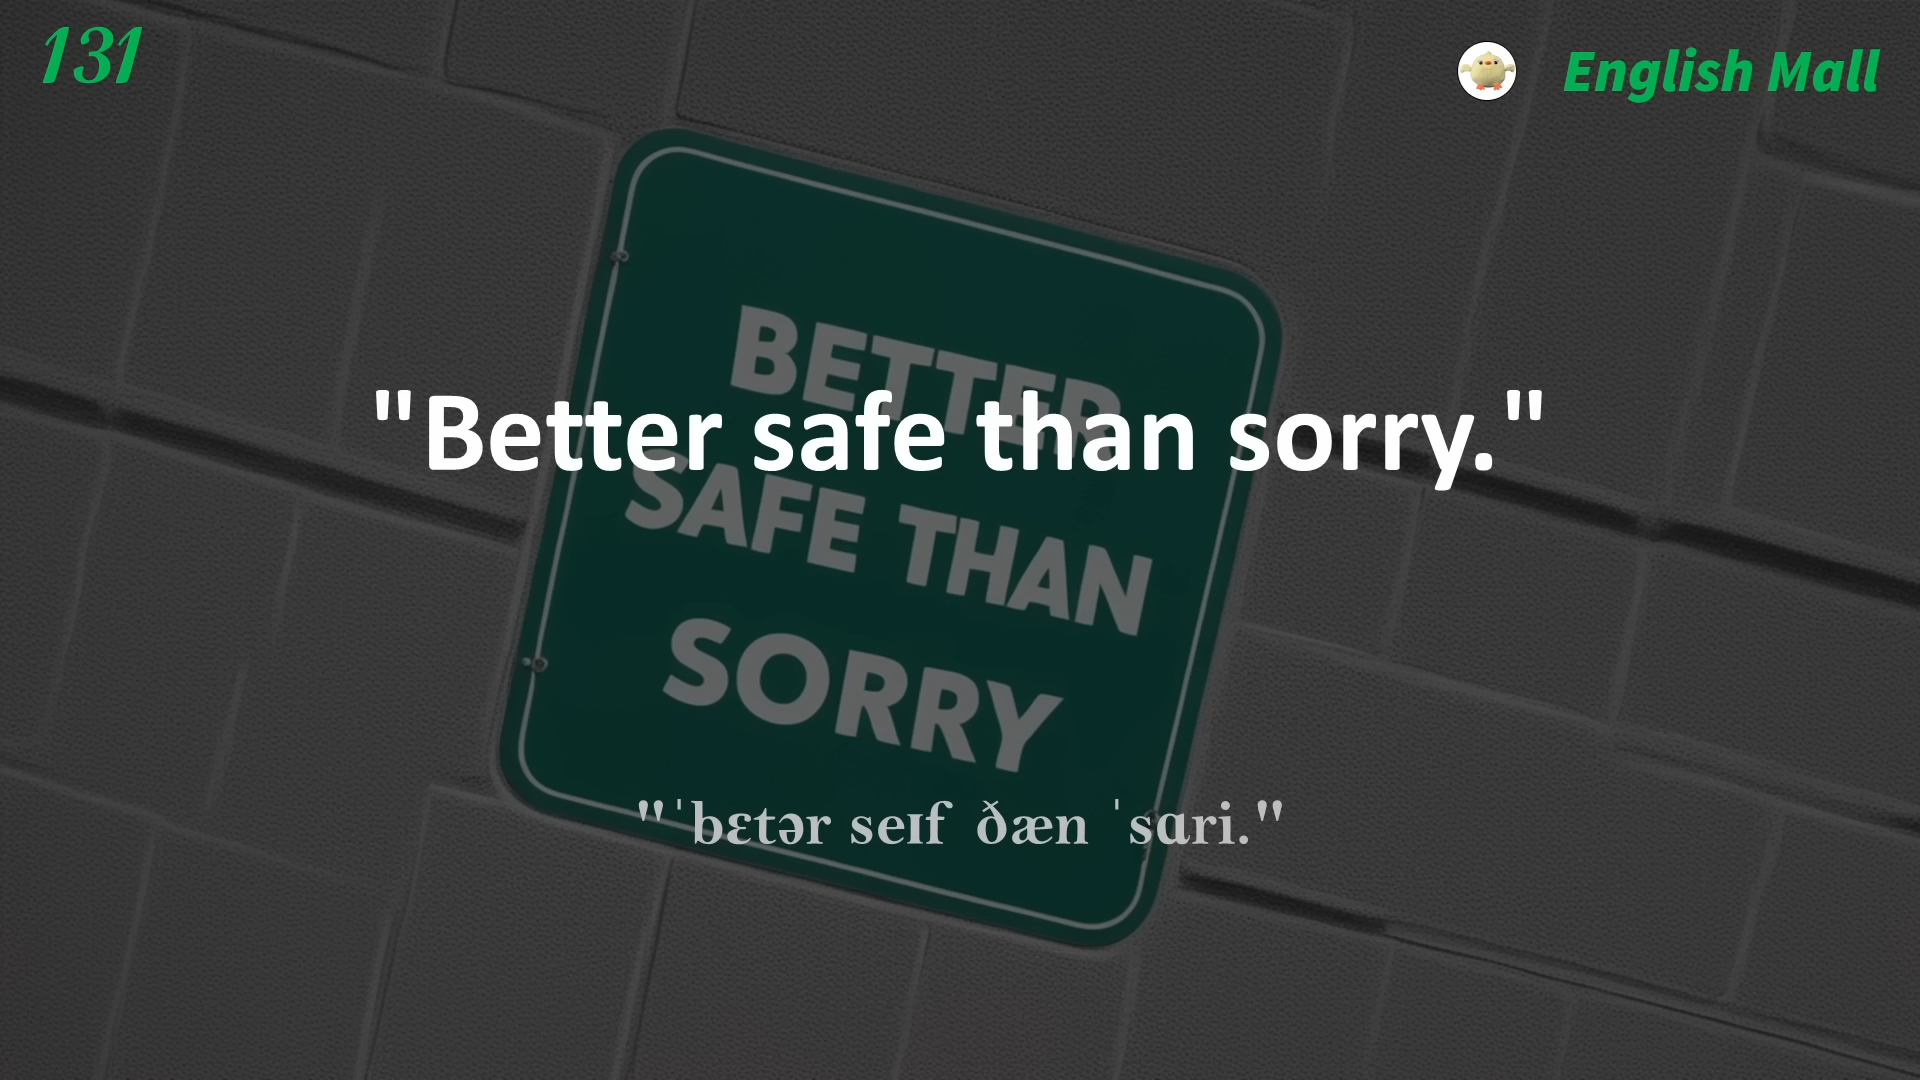 131
English Mall
"Better safe than sorry."
BETTER
SAFE THAN
SORRY
"ˈbɛtər seɪf ðæn ˈsɑri."